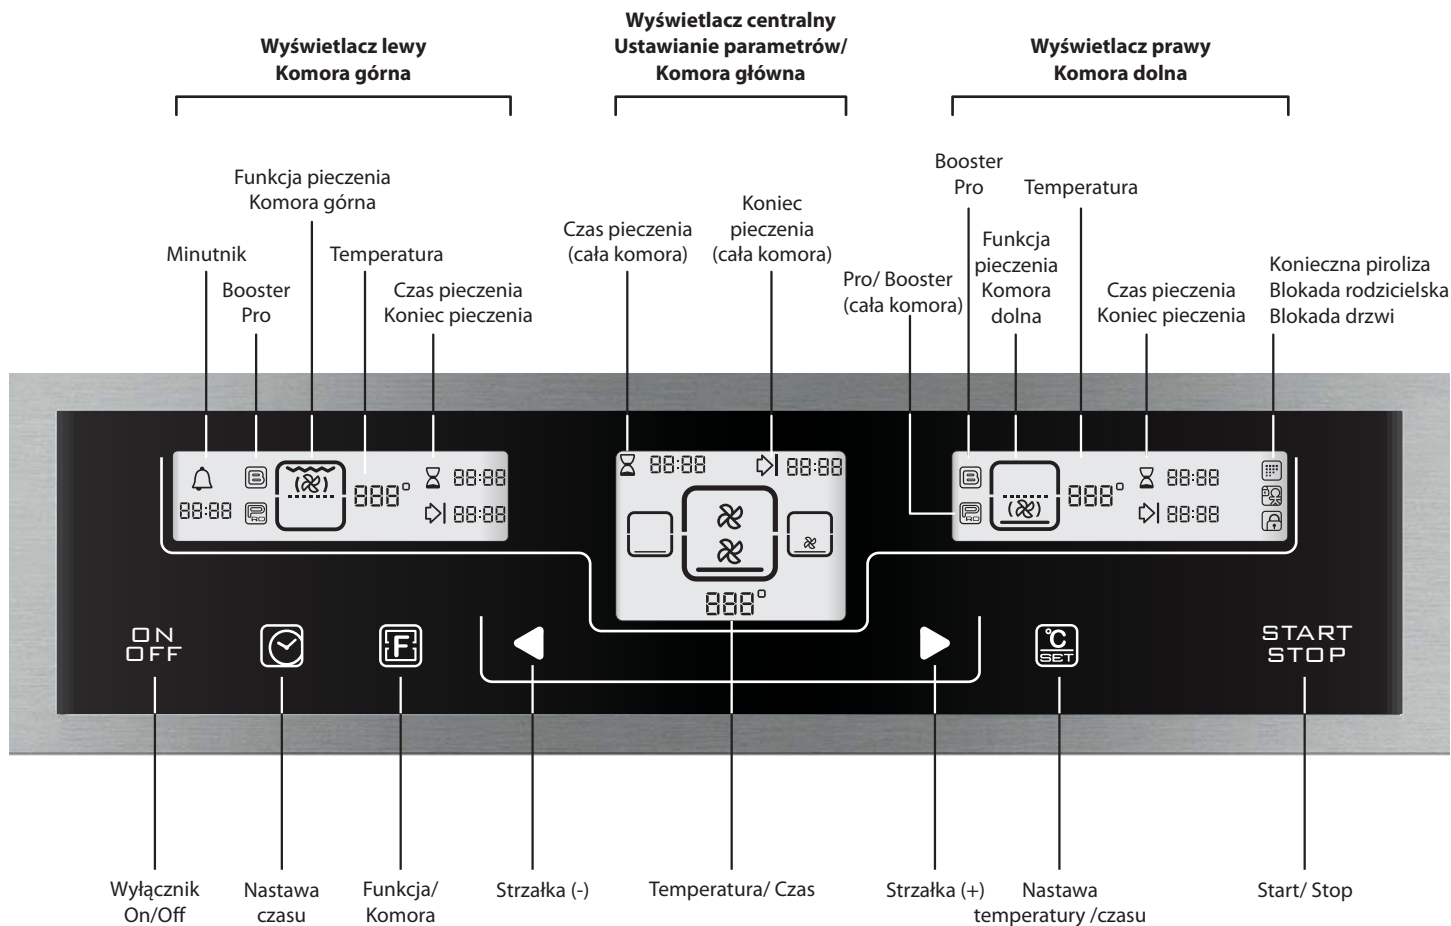 Wyświetlacz lewy
Komora górna
Wyświetlacz centralny
Ustawianie parametrów/
Komora główna
Wyświetlacz prawy
Komora dolna
Minutnik
Booster
Pro
Funkcja pieczenia
Komora górna
Temperatura
Czas pieczenia
Koniec pieczenia
Czas pieczenia
(cała komora)
Koniec
pieczenia
(cała komora)
Pro/ Booster
(cała komora)
Booster
Pro
Funkcja
pieczenia
Komora
dolna
Temperatura
Czas pieczenia
Koniec pieczenia
Konieczna piroliza
Blokada rodzicielska
Blokada drzwi
88:88
B
PRO
888°
88:88
88:88
88:88
88:88
888°
B
PRO
888°
88:88
88:88
ON
OFF
F
°C
SET
START
STOP
Wyłącznik
On/Off
Nastawa
czasu
Funkcja/
Komora
Strzałka (-)
Temperatura/ Czas
Strzałka (+)
Nastawa
temperatury /czasu
Start/ Stop